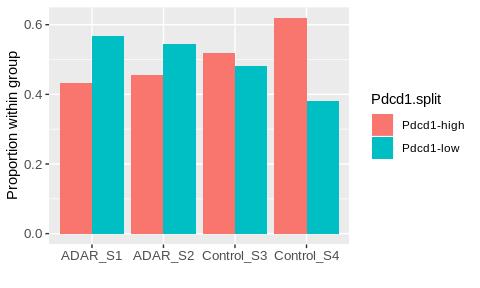 Proportion within group
0.6
0.4
0.2
0.0
ADAR_S1 ADAR_S2 Control_S3 Control_S4
Pdcd1.split
Pdcd1-high
Pdcd1-low